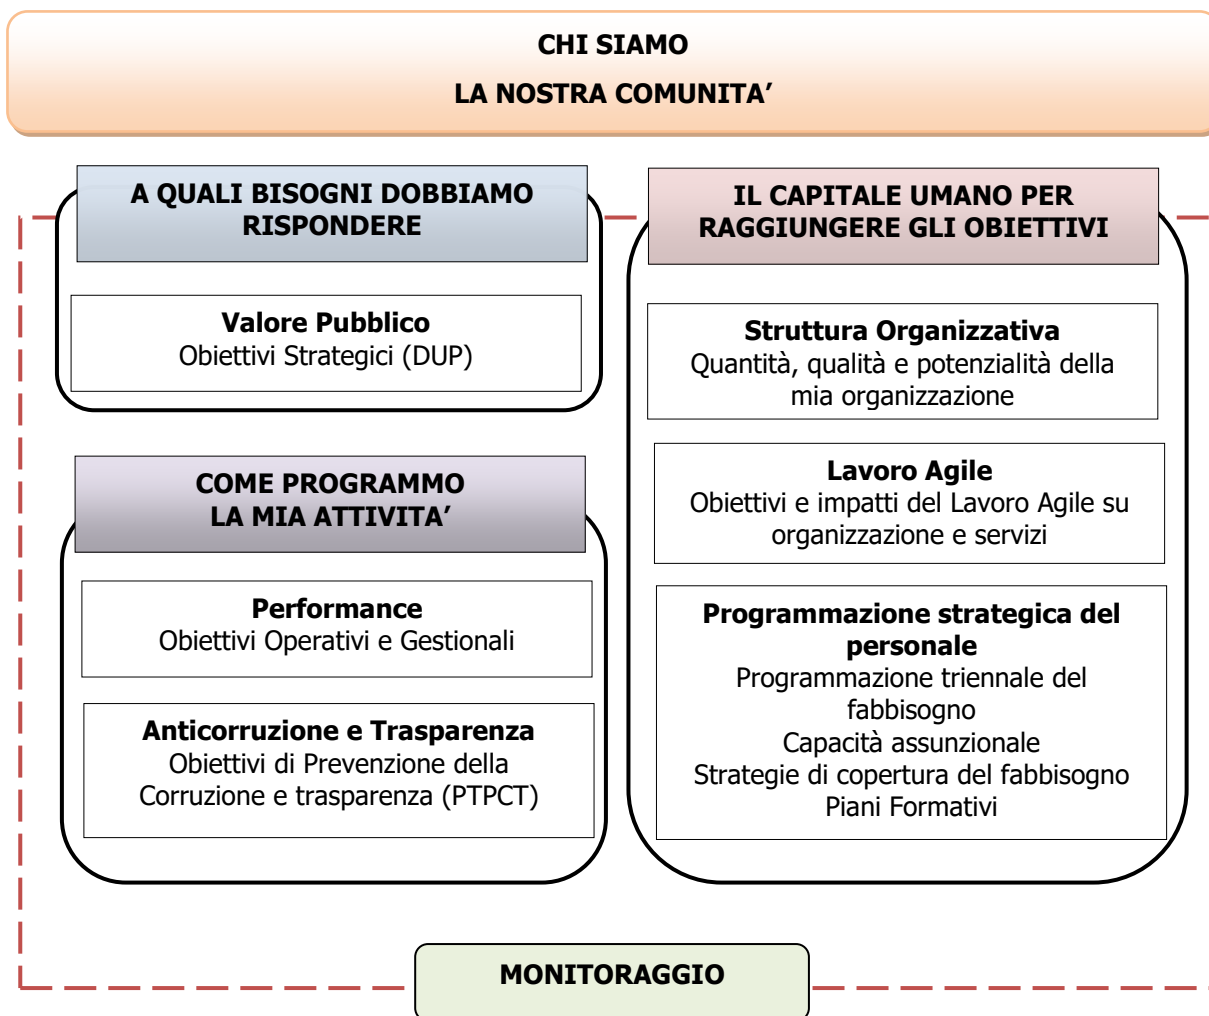 CHI SIAMO
LA NOSTRA COMUNITA’
A QUALI BISOGNI DOBBIAMO
RISPONDERE
Valore Pubblico
Obiettivi Strategici (DUP)
COME PROGRAMMO
LA MIA ATTIVITA’
Performance
Obiettivi Operativi e Gestionali
Anticorruzione e Trasparenza
Obiettivi di Prevenzione della
Corruzione e trasparenza (PTPCT)
IL CAPITALE UMANO PER
RAGGIUNGERE GLI OBIETTIVI
Struttura Organizzativa
Quantità, qualità e potenzialità della
mia organizzazione
Lavoro Agile
Obiettivi e impatti del Lavoro Agile su
organizzazione e servizi
Programmazione strategica del
personale
Programmazione triennale del
fabbisogno
Capacità assunzionale
Strategie di copertura del fabbisogno
Piani Formativi
MONITORAGGIO